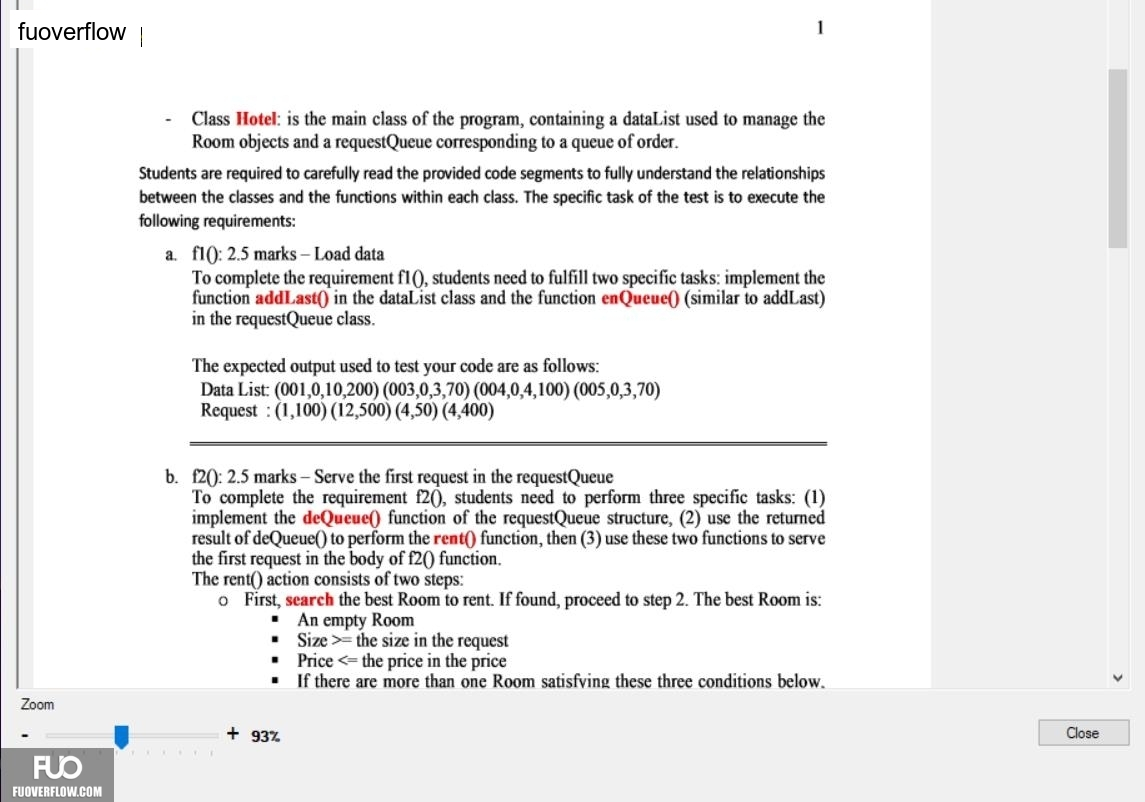 fuoverflow
1
- Class Hotel: is the main class of the program, containing a dataList used to manage the
Room objects and a requestQueue corresponding to a queue of order.
Students are required to carefully read the provided code segments to fully understand the relationships
between the classes and the functions within each class. The specific task of the test is to execute the
following requirements:
a. f1(): 2.5 marks – Load data
To complete the requirement f1(), students need to fulfill two specific tasks: implement the
function addLast() in the dataList class and the function enQueue() (similar to addLast)
in the requestQueue class.
The expected output used to test your code are as follows:
Data List: (001,0,10,200) (003,0,3,70) (004,0,4,100) (005,0,3,70)
Request : (1,100) (12,500) (4,50) (4,400)
b. f2(): 2.5 marks – Serve the first request in the requestQueue
To complete the requirement f2(), students need to perform three specific tasks: (1)
implement the deQueue() function of the requestQueue structure, (2) use the returned
result of deQueue() to perform the rent() function, then (3) use these two functions to serve
the first request in the body of f2() function.
The rent() action consists of two steps:
o First, search the best Room to rent. If found, proceed to step 2. The best Room is:
▪ An empty Room
▪ Size >= the size in the request
▪ Price <= the price in the price
▪ If there are more than one Room satisfying these three conditions below,
Zoom
- + 93%
Close
FUO
FUOVERFLOW.COM